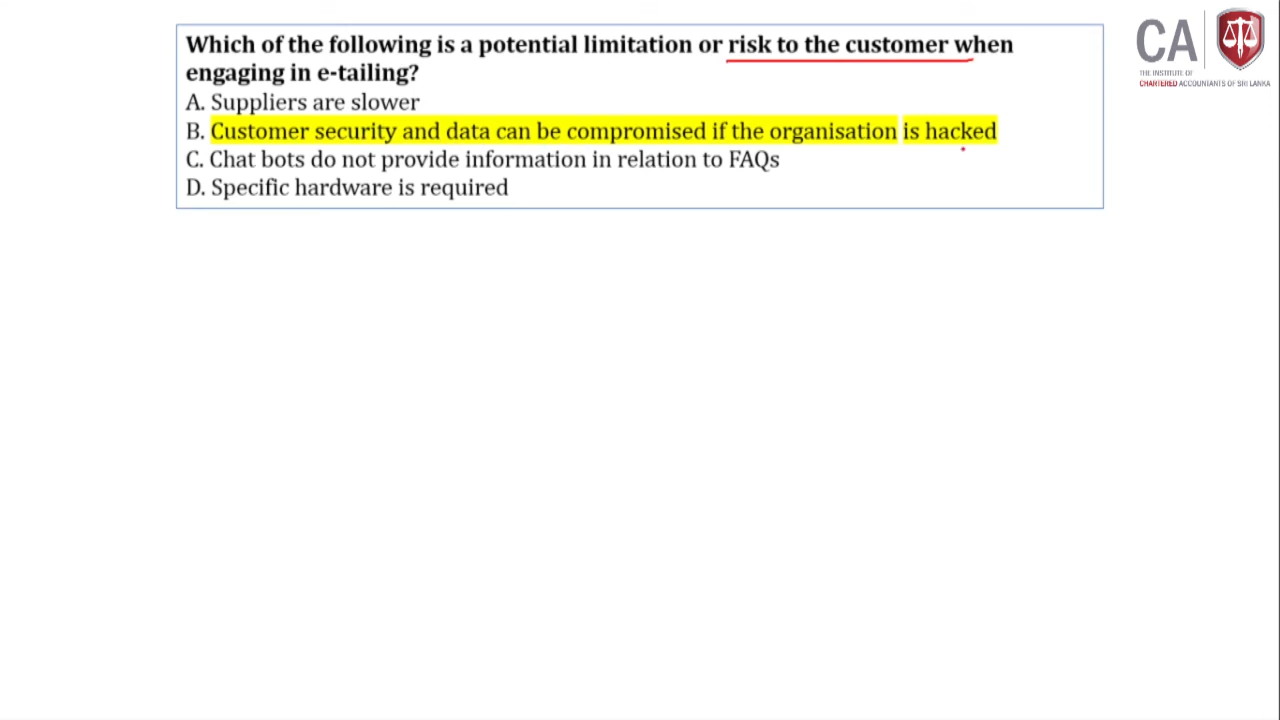 CA
THE INSTITUTE OF
CHARTERED ACCOUNTANTS OF SRI LANKA
Which of the following is a potential limitation or risk to the customer when
engaging in e-tailing?
A. Suppliers are slower
B. Customer security and data can be compromised if the organisation is hacked
C. Chat bots do not provide information in relation to FAQs
D. Specific hardware is required